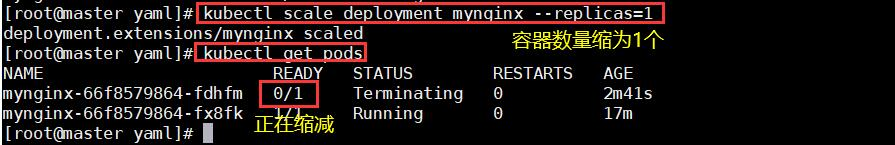 [root@master yaml]# kubectl scale deployment mynginx --replicas=1
deployment.extensions/mynginx scaled
容器数量缩为1个
[root@master yaml]# kubectl get pods
NAME READY STATUS RESTARTS AGE
mynginx-66f8579864-fdhfm 0/1 Terminating 0 2m41s
mynginx-66f8579864-fx8fk 1/1 Running 0 17m
正在缩减
[root@master yaml]#